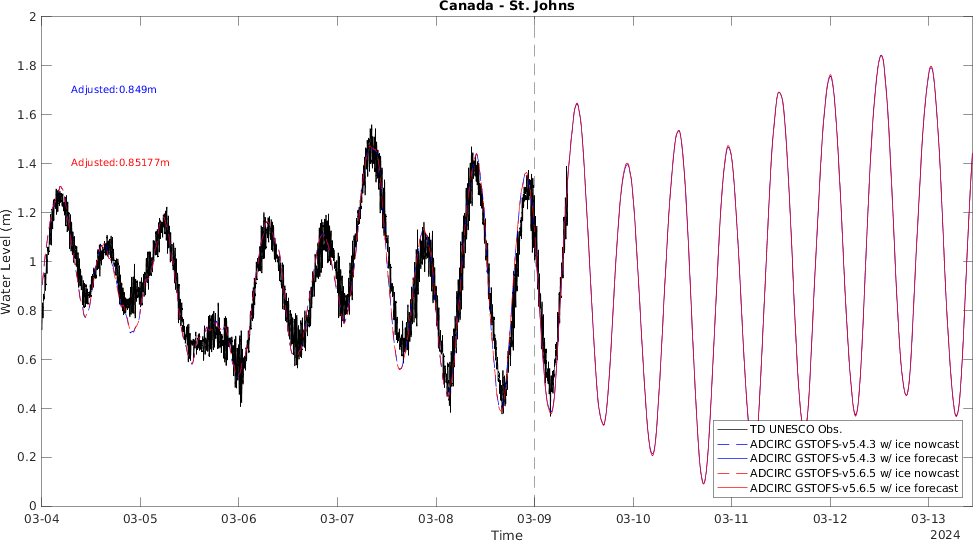 Canada - St. Johns
2
1.8
1.6
1.4
1.2
1
0.8
0.6
0.4
0.2
0
Water Level (m)
Adjusted:0.849m
Adjusted:0.85177m
TD UNESCO Obs.
ADCIRC GSTOFS-v5.4.3 w/ ice nowcast
ADCIRC GSTOFS-v5.4.3 w/ ice forecast
ADCIRC GSTOFS-v5.6.5 w/ ice nowcast
ADCIRC GSTOFS-v5.6.5 w/ ice forecast
03-04 03-05 03-06 03-07 03-08 03-09 03-10 03-11 03-12 03-13
Time
2024